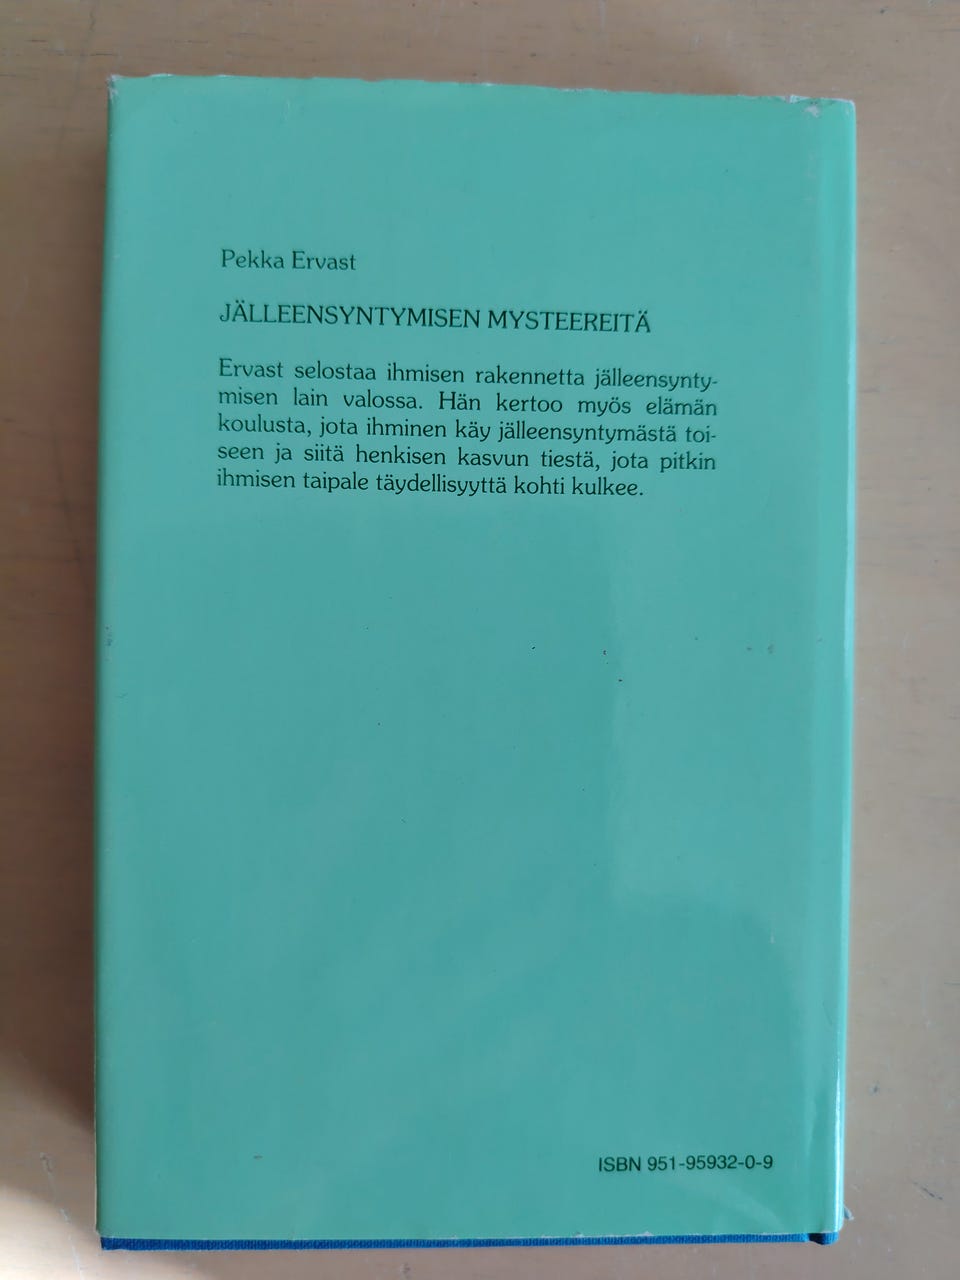 Pekka Ervast
JÄLLEENSYNTYMISEN MYSTEEREITÄ
Ervast selostaa ihmisen rakennetta jälleensynty-
misen lain valossa. Hän kertoo myös elämän
koulusta, jota ihminen käy jälleensyntymästä toi-
seen ja siitä henkisen kasvun tiestä, jota pitkin
ihmisen taipale täydellisyyttä kohti kulkee.
ISBN 951-95932-0-9